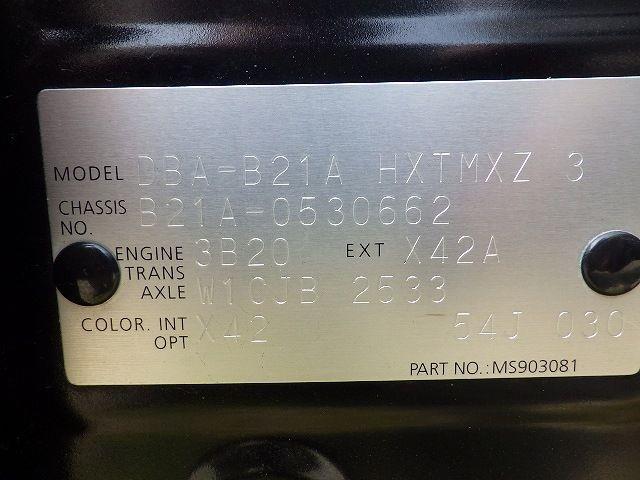 MODEL DBA-B21A HXTMXZ 3
CHASSIS NO. B21A-0530662
ENGINE 3B20 EXT X42A
TRANS AXLE W1CJB 2533
COLOR. INT OPT X42 54J 030
PART NO.:MS903081